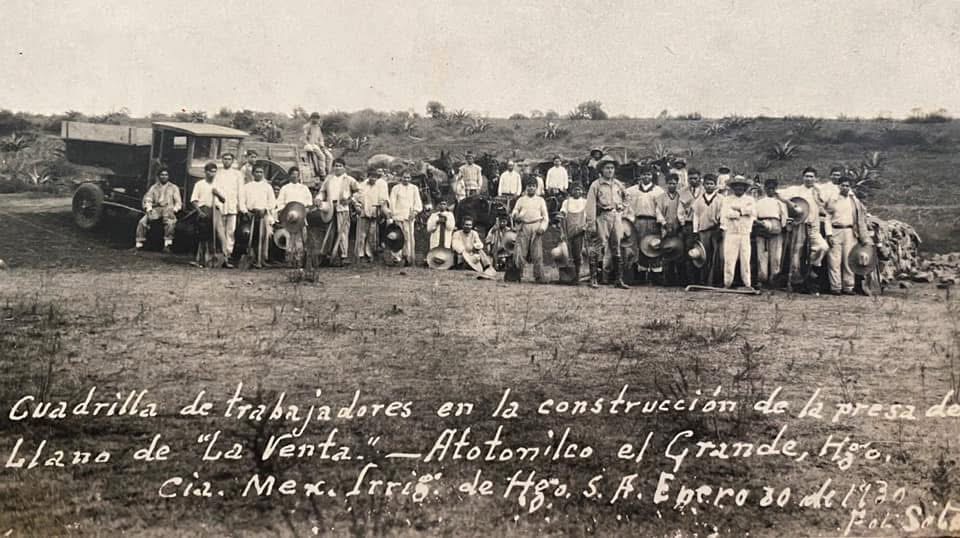 Cuadrilla de trabajadores en la construcción de la presa de
Llano de "La Venta." — Atotonilco el Grande, Hgo.
Cia. Mex. Irrig. de Hgo. S. A. Enero de 1930
Fot. Soto